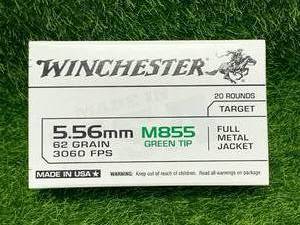 WINCHESTER
20 ROUNDS
TARGET
5.56mm M855 FULL
62 GRAIN GREEN TIP METAL
3060 FPS JACKET
MADE IN USA WARNING: Keep out of reach of children. Read all warnings on package.